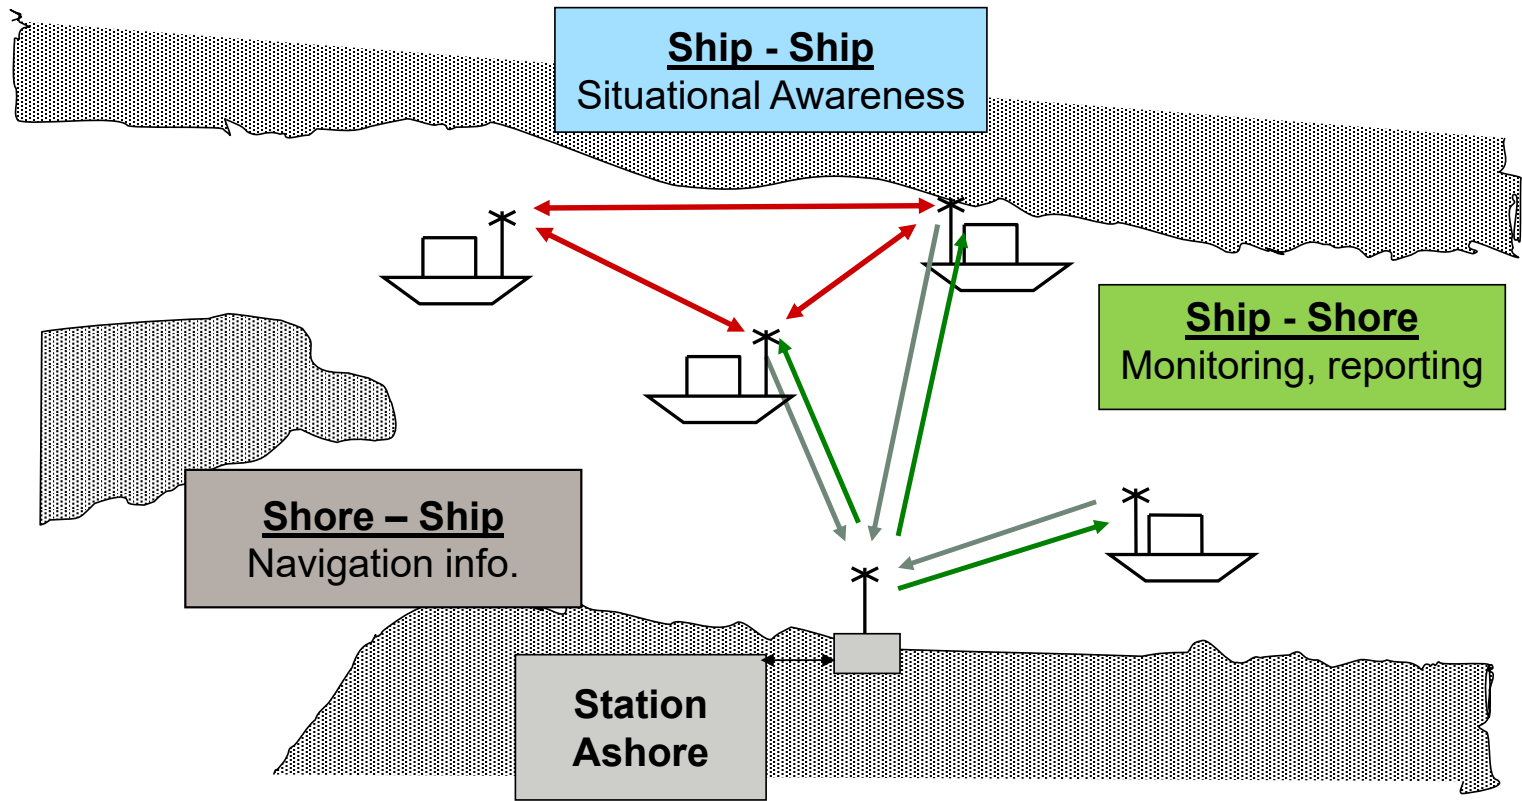 Ship - Ship
Situational Awareness
Ship - Shore
Monitoring, reporting
Shore – Ship
Navigation info.
Station
Ashore